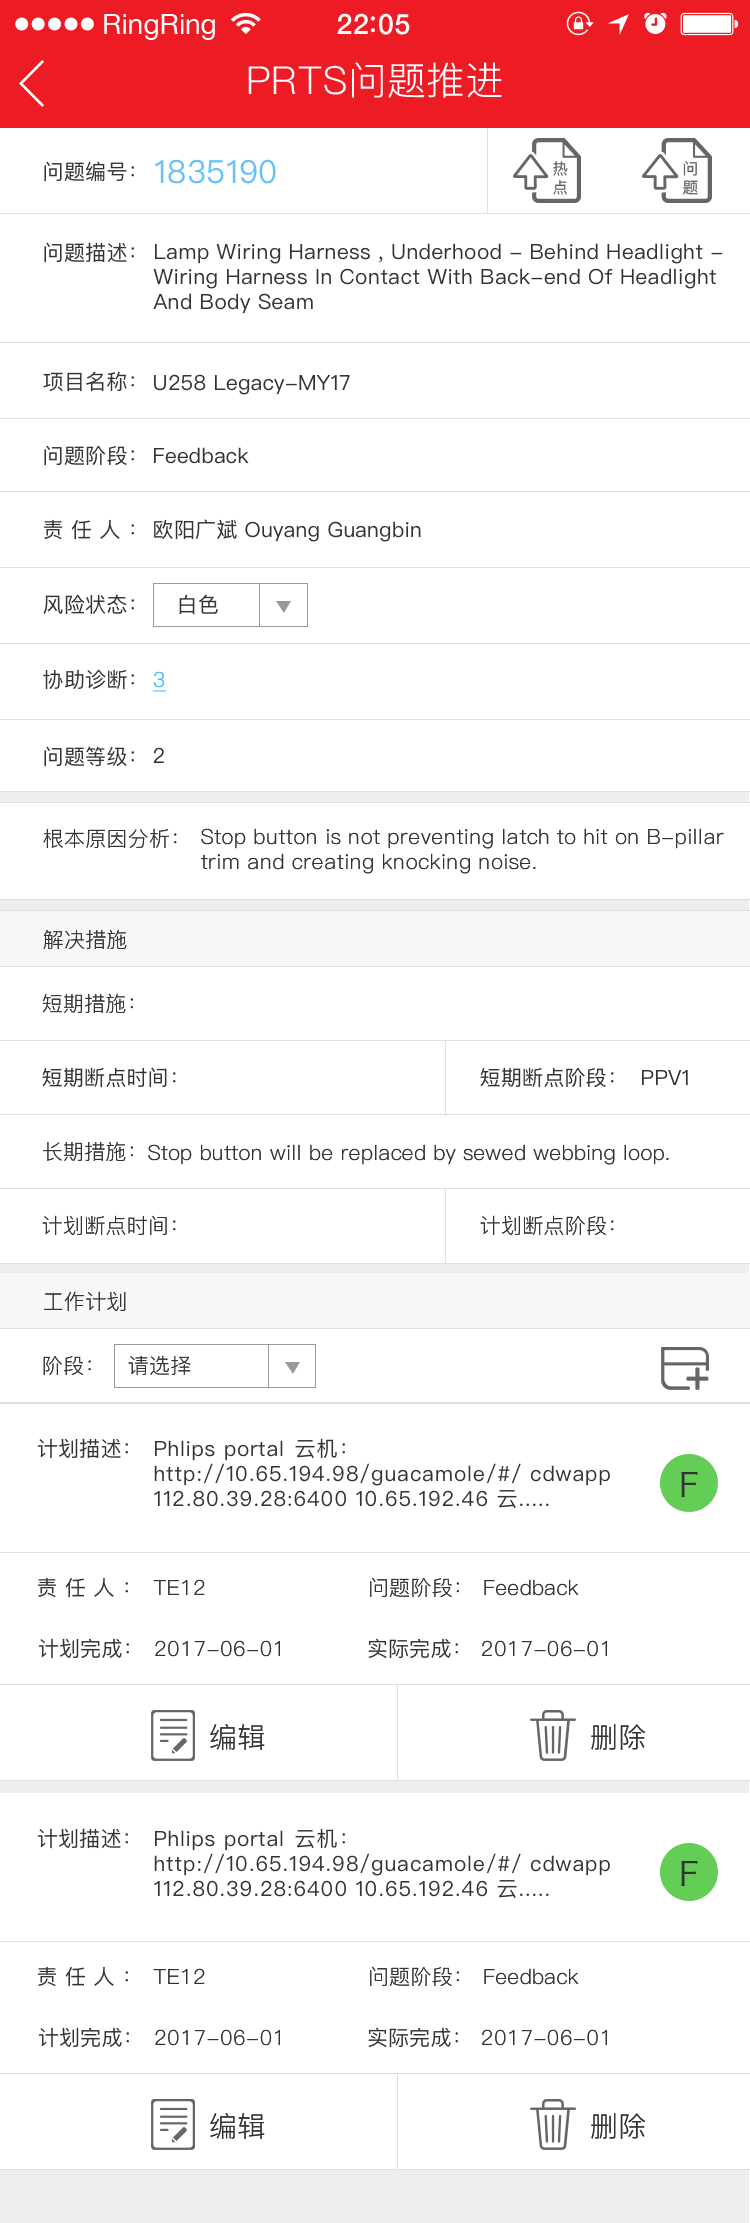 RingRing 22:05
PRTS问题推进
问题编号： 1835190 热点 问题
问题描述： Lamp Wiring Harness , Underhood – Behind Headlight –
Wiring Harness In Contact With Back–end Of Headlight
And Body Seam
项目名称： U258 Legacy–MY17
问题阶段： Feedback
责 任 人 ： 欧阳广斌 Ouyang Guangbin
风险状态： 白色
协助诊断： 3
问题等级： 2
根本原因分析： Stop button is not preventing latch to hit on B–pillar
trim and creating knocking noise.
解决措施
短期措施：
短期断点时间： 短期断点阶段： PPV1
长期措施： Stop button will be replaced by sewed webbing loop.
计划断点时间： 计划断点阶段：
工作计划
阶段： 请选择
计划描述： Phlips portal 云机：
http://10.65.194.98/guacamole/#/ cdwapp
112.80.39.28:6400 10.65.192.46 云.....
F
责 任 人 ： TE12 问题阶段： Feedback
计划完成： 2017–06–01 实际完成： 2017–06–01
编辑 删除
计划描述： Phlips portal 云机：
http://10.65.194.98/guacamole/#/ cdwapp
112.80.39.28:6400 10.65.192.46 云.....
F
责 任 人 ： TE12 问题阶段： Feedback
计划完成： 2017–06–01 实际完成： 2017–06–01
编辑 删除